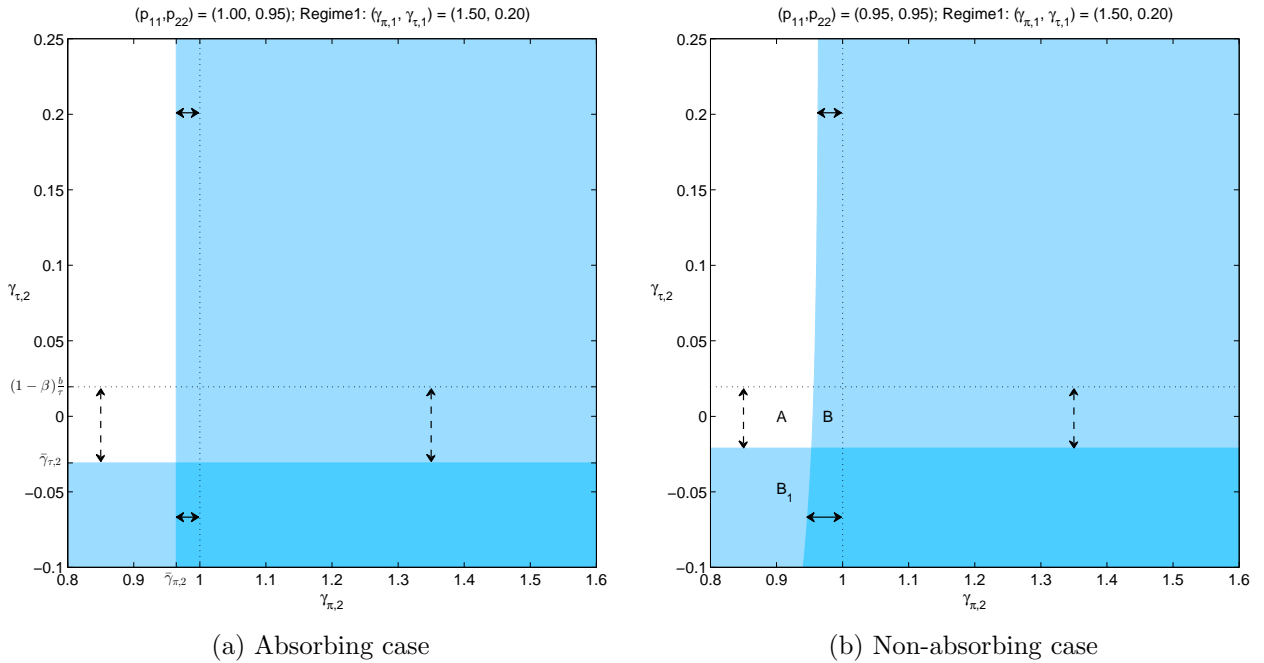 (p11,p22) = (1.00, 0.95); Regime1: (γπ,1, γτ,1) = (1.50, 0.20)
0.25
0.2
0.15
0.1
γτ,2
0.05
(1 − β) b/τ
0
γ̄τ,2
−0.05
−0.1
0.8 0.9 γ̄π,2 1 1.1 1.2 1.3 1.4 1.5 1.6
γπ,2
(a) Absorbing case
(p11,p22) = (0.95, 0.95); Regime1: (γπ,1, γτ,1) = (1.50, 0.20)
0.25
0.2
0.15
0.1
γτ,2
0.05
0
A B
B1
−0.05
−0.1
0.8 0.9 1 1.1 1.2 1.3 1.4 1.5 1.6
γπ,2
(b) Non-absorbing case